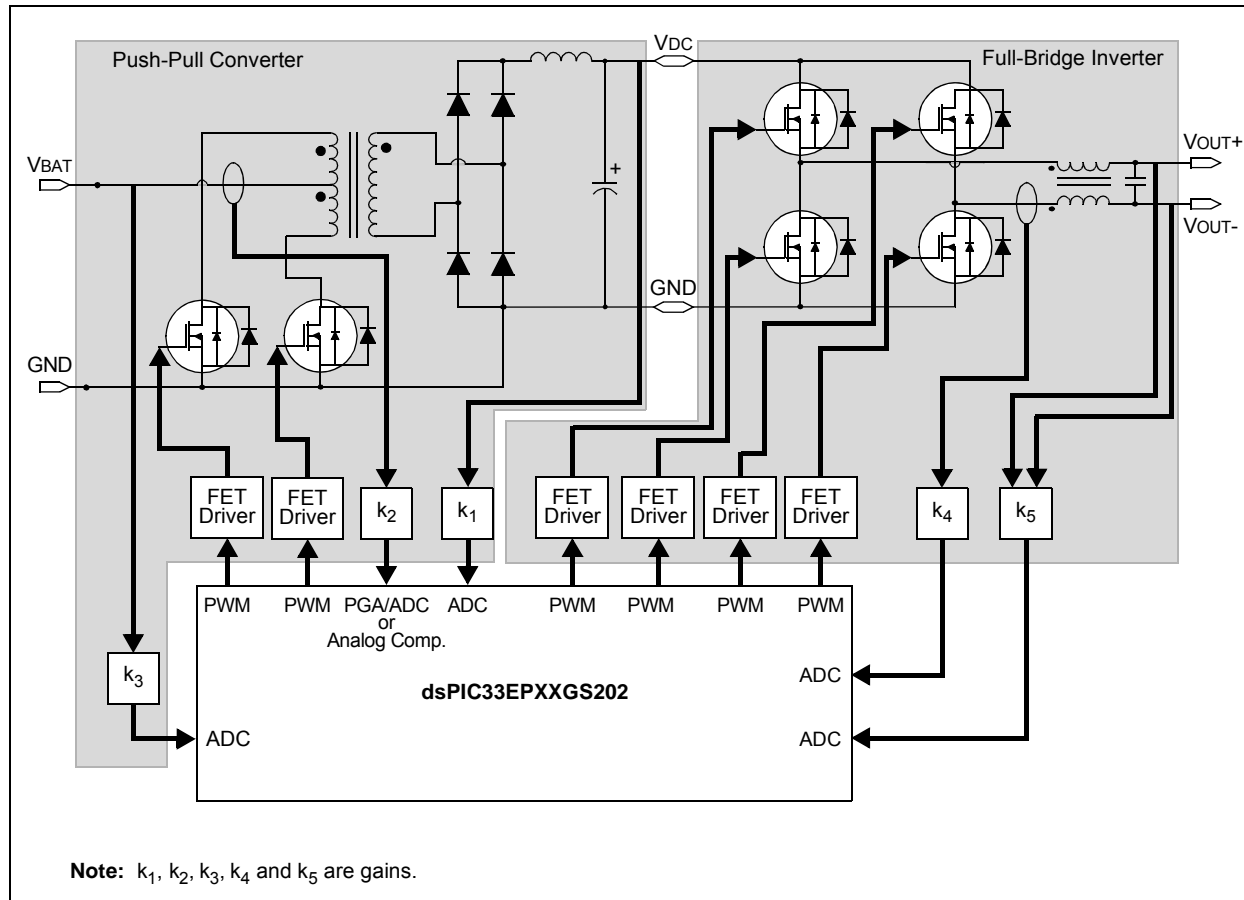 Push-Pull Converter
VDC
Full-Bridge Inverter
VBAT
+
VOUT+
VOUT-
GND
GND
FET
Driver
FET
Driver
k2
k1
FET
Driver
FET
Driver
FET
Driver
FET
Driver
k4
k5
PWM
PWM
PGA/ADC
or
Analog Comp.
ADC
PWM
PWM
PWM
PWM
k3
ADC
dsPIC33EPXXGS202
ADC
ADC
Note: k1, k2, k3, k4 and k5 are gains.